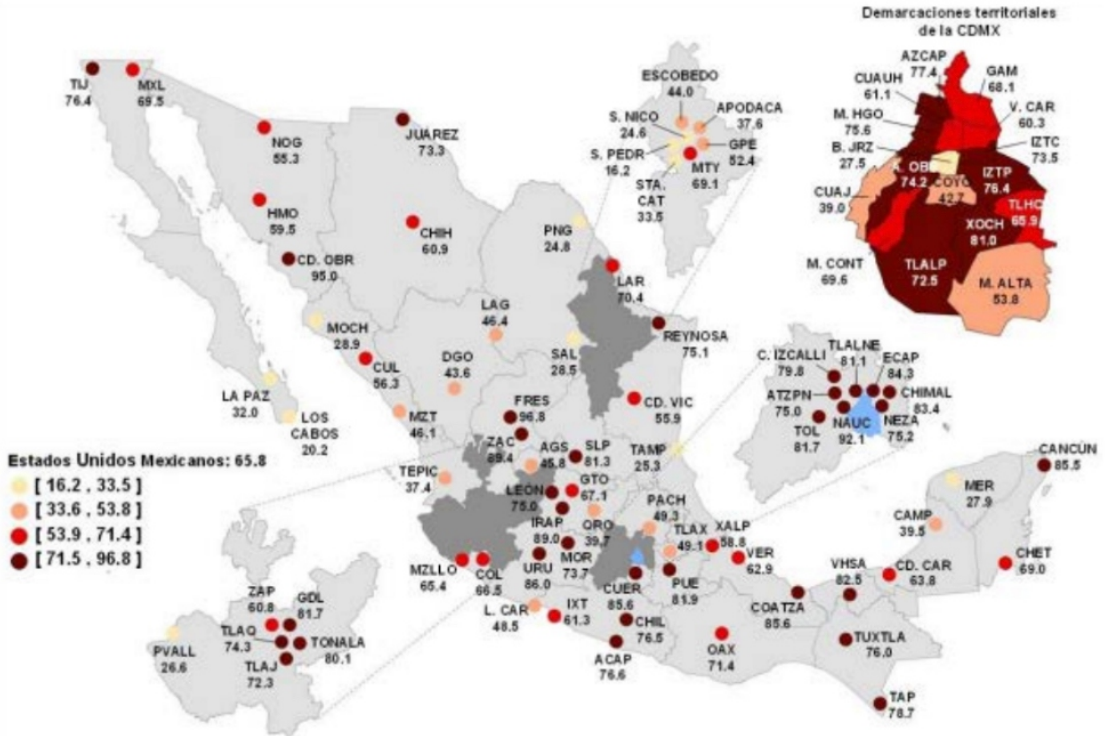 Demarcaciones territoriales
de la CDMX
AZCAP
77.4
CUAUH
61.1
GAM
68.1
M. HGO
75.6
V. CAR
60.3
B. JRZ
27.5
IZTC
73.5
A. OB
74.2
COYO
42.7
IZTP
76.4
CUAJ
39.0
TLHC
65.9
XOCH
81.0
M. CONT
69.6
TLALP
72.5
M. ALTA
53.8
TIJ
76.4
MXL
69.5
NOG
55.3
JUAREZ
73.3
HMO
59.5
CHIH
60.9
CD. OBR
95.0
ESCOBEDO
44.0
S. NICO
24.6
APODACA
37.6
S. PEDR
16.2
GPE
52.4
MTY
69.1
STA.
CAT
33.5
PNG
24.8
LAR
70.4
REYNOSA
75.1
MOCH
28.9
LAG
46.4
SAL
28.5
CUL
56.3
DGO
43.6
LA PAZ
32.0
LOS
CABOS
20.2
MZT
46.1
FRES
96.8
CD. VIC
55.9
ZAC
89.4
AGS
45.8
SLP
81.3
TAMP
25.3
TEPIC
37.4
LEON
75.0
GTO
67.1
IRAP
89.0
QRO
39.7
PACH
49.3
TLAX
49.1
XALP
58.8
VER
62.9
MZLLO
65.4
COL
66.5
URU
86.0
MOR
73.7
CUER
85.6
PUE
81.9
L. CAR
48.5
IXT
61.3
CHIL
76.5
ACAP
76.6
OAX
71.4
COATZA
85.6
VHSA
82.5
CD. CAR
63.8
TUXTLA
76.0
TAP
78.7
CANCÚN
85.5
MER
27.9
CAMP
39.5
CHET
69.0
C. IZCALLI
79.8
TLALNE
81.1
ECAP
84.3
ATZPN
75.0
CHIMAL
83.4
TOL
81.7
NAUC
92.1
NEZA
75.2
Estados Unidos Mexicanos: 65.8
[ 16.2 , 33.5 ]
[ 33.6 , 53.8 ]
[ 53.9 , 71.4 ]
[ 71.5 , 96.8 ]
ZAP
60.8
GDL
81.7
TLAQ
74.3
TONALA
80.1
PVALL
26.6
TLAJ
72.3